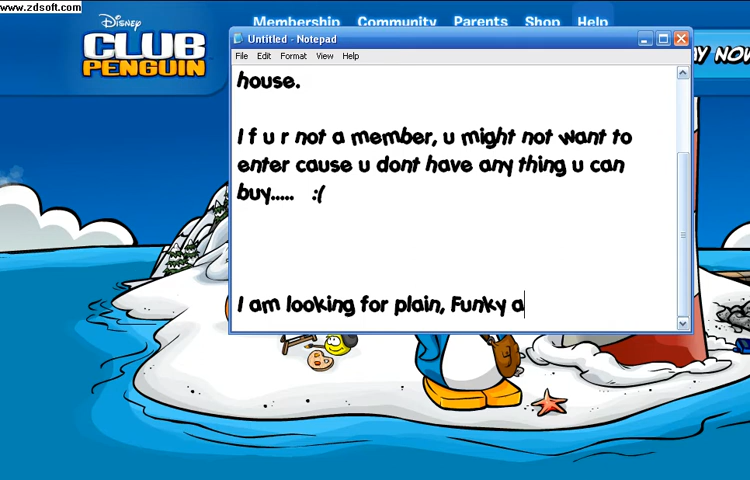 www.zdsoft.com
Disney
CLUB
PENGUIN
Membership Community Parents Shop Help
Y NOW
Untitled - Notepad
File Edit Format View Help
house.
I f u r not a member, u might not want to
enter cause u dont have any thing u can
buy..... :(
I am looking for plain, Funky a